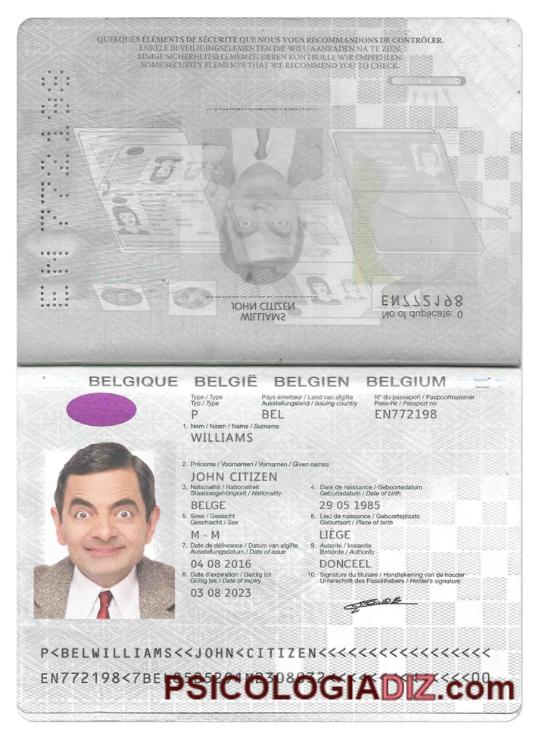 QUELQUES ÉLÉMENTS DE SÉCURITÉ QUE NOUS VOUS RECOMMANDONS DE CONTRÔLER.
ENKELE BEVEILIGINGSELEMENTEN DIE WIJ U AANRADEN NA TE ZIEN.
EINIGE SICHERHEITSELEMENTE, DEREN KONTROLLE WIR EMPFEHLEN.
SOME SECURITY ELEMENTS THAT WE RECOMMEND YOU TO CHECK.
UV
JOHN CITIZEN
WILLIAMS
EN772198
No of duplicate: 0
BELGIQUE BELGIË BELGIEN BELGIUM
Type / Type Pays émetteur / Land van afgifte N° du passeport / Paspoortnummer
Typ / Type Ausstellungsland / Issuing country Pass-Nr / Passport no
P BEL EN772198
1. Nom / Naam / Name / Surname
WILLIAMS
2. Prénoms / Voornamen / Vornamen / Given names
JOHN CITIZEN
3. Nationalité / Nationaliteit 4. Date de naissance / Geboortedatum
Staatsangehörigkeit / Nationality Geburtsdatum / Date of birth
BELGE 29 05 1985
5. Sexe / Geslacht 6. Lieu de naissance / Geboorteplaats
Geschlecht / Sex Geburtsort / Place of birth
M - M LIÈGE
7. Date de délivrance / Datum van afgifte 9. Autorité / Instantie
Ausstellungsdatum / Date of issue Behörde / Authority
04 08 2016 DONCEEL
8. Date d'expiration / Geldig tot 10. Signature du titulaire / Handtekening van de houder
Gültig bis / Date of expiry Unterschrift des Passinhabers / Holder's signature
03 08 2023
P<BELWILLIAMS<<JOHN<CITIZEN<<<<<<<<<<<<<<<<<
EN772198<7BEL
PSICOLOGIADIZ.com